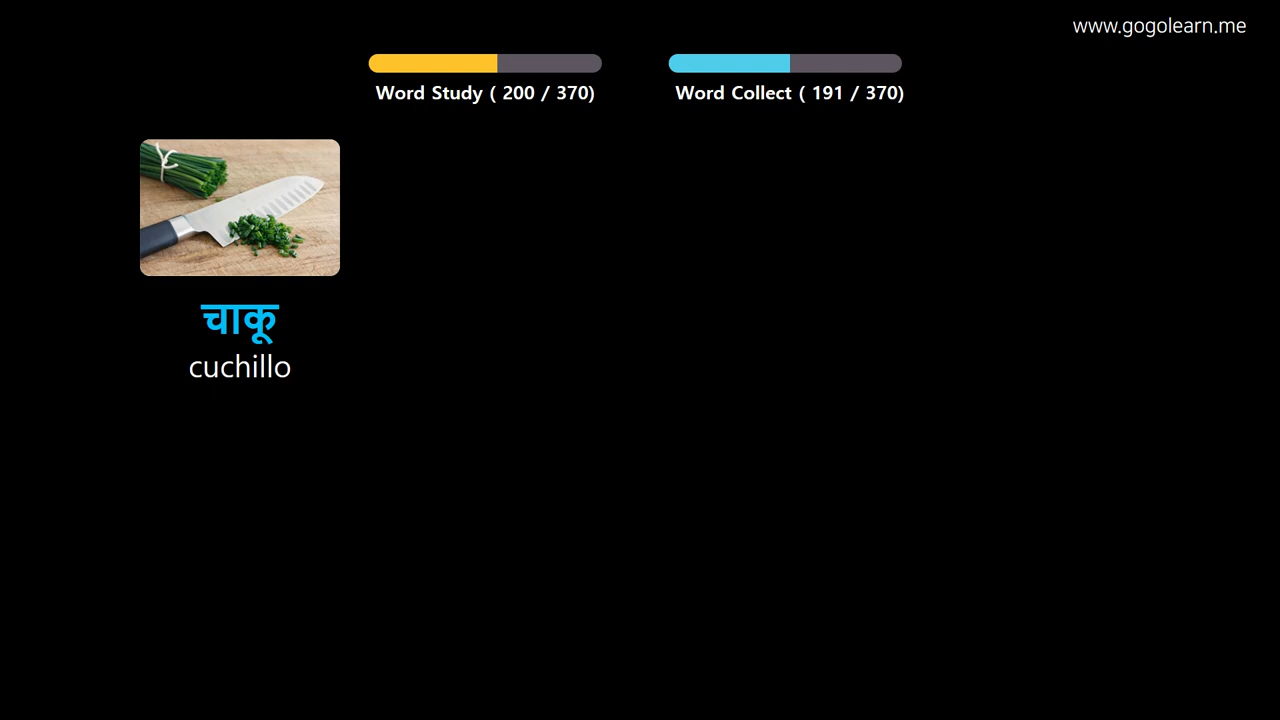 www.gogolearn.me
Word Study ( 200 / 370)
Word Collect ( 191 / 370)
चाकू
cuchillo